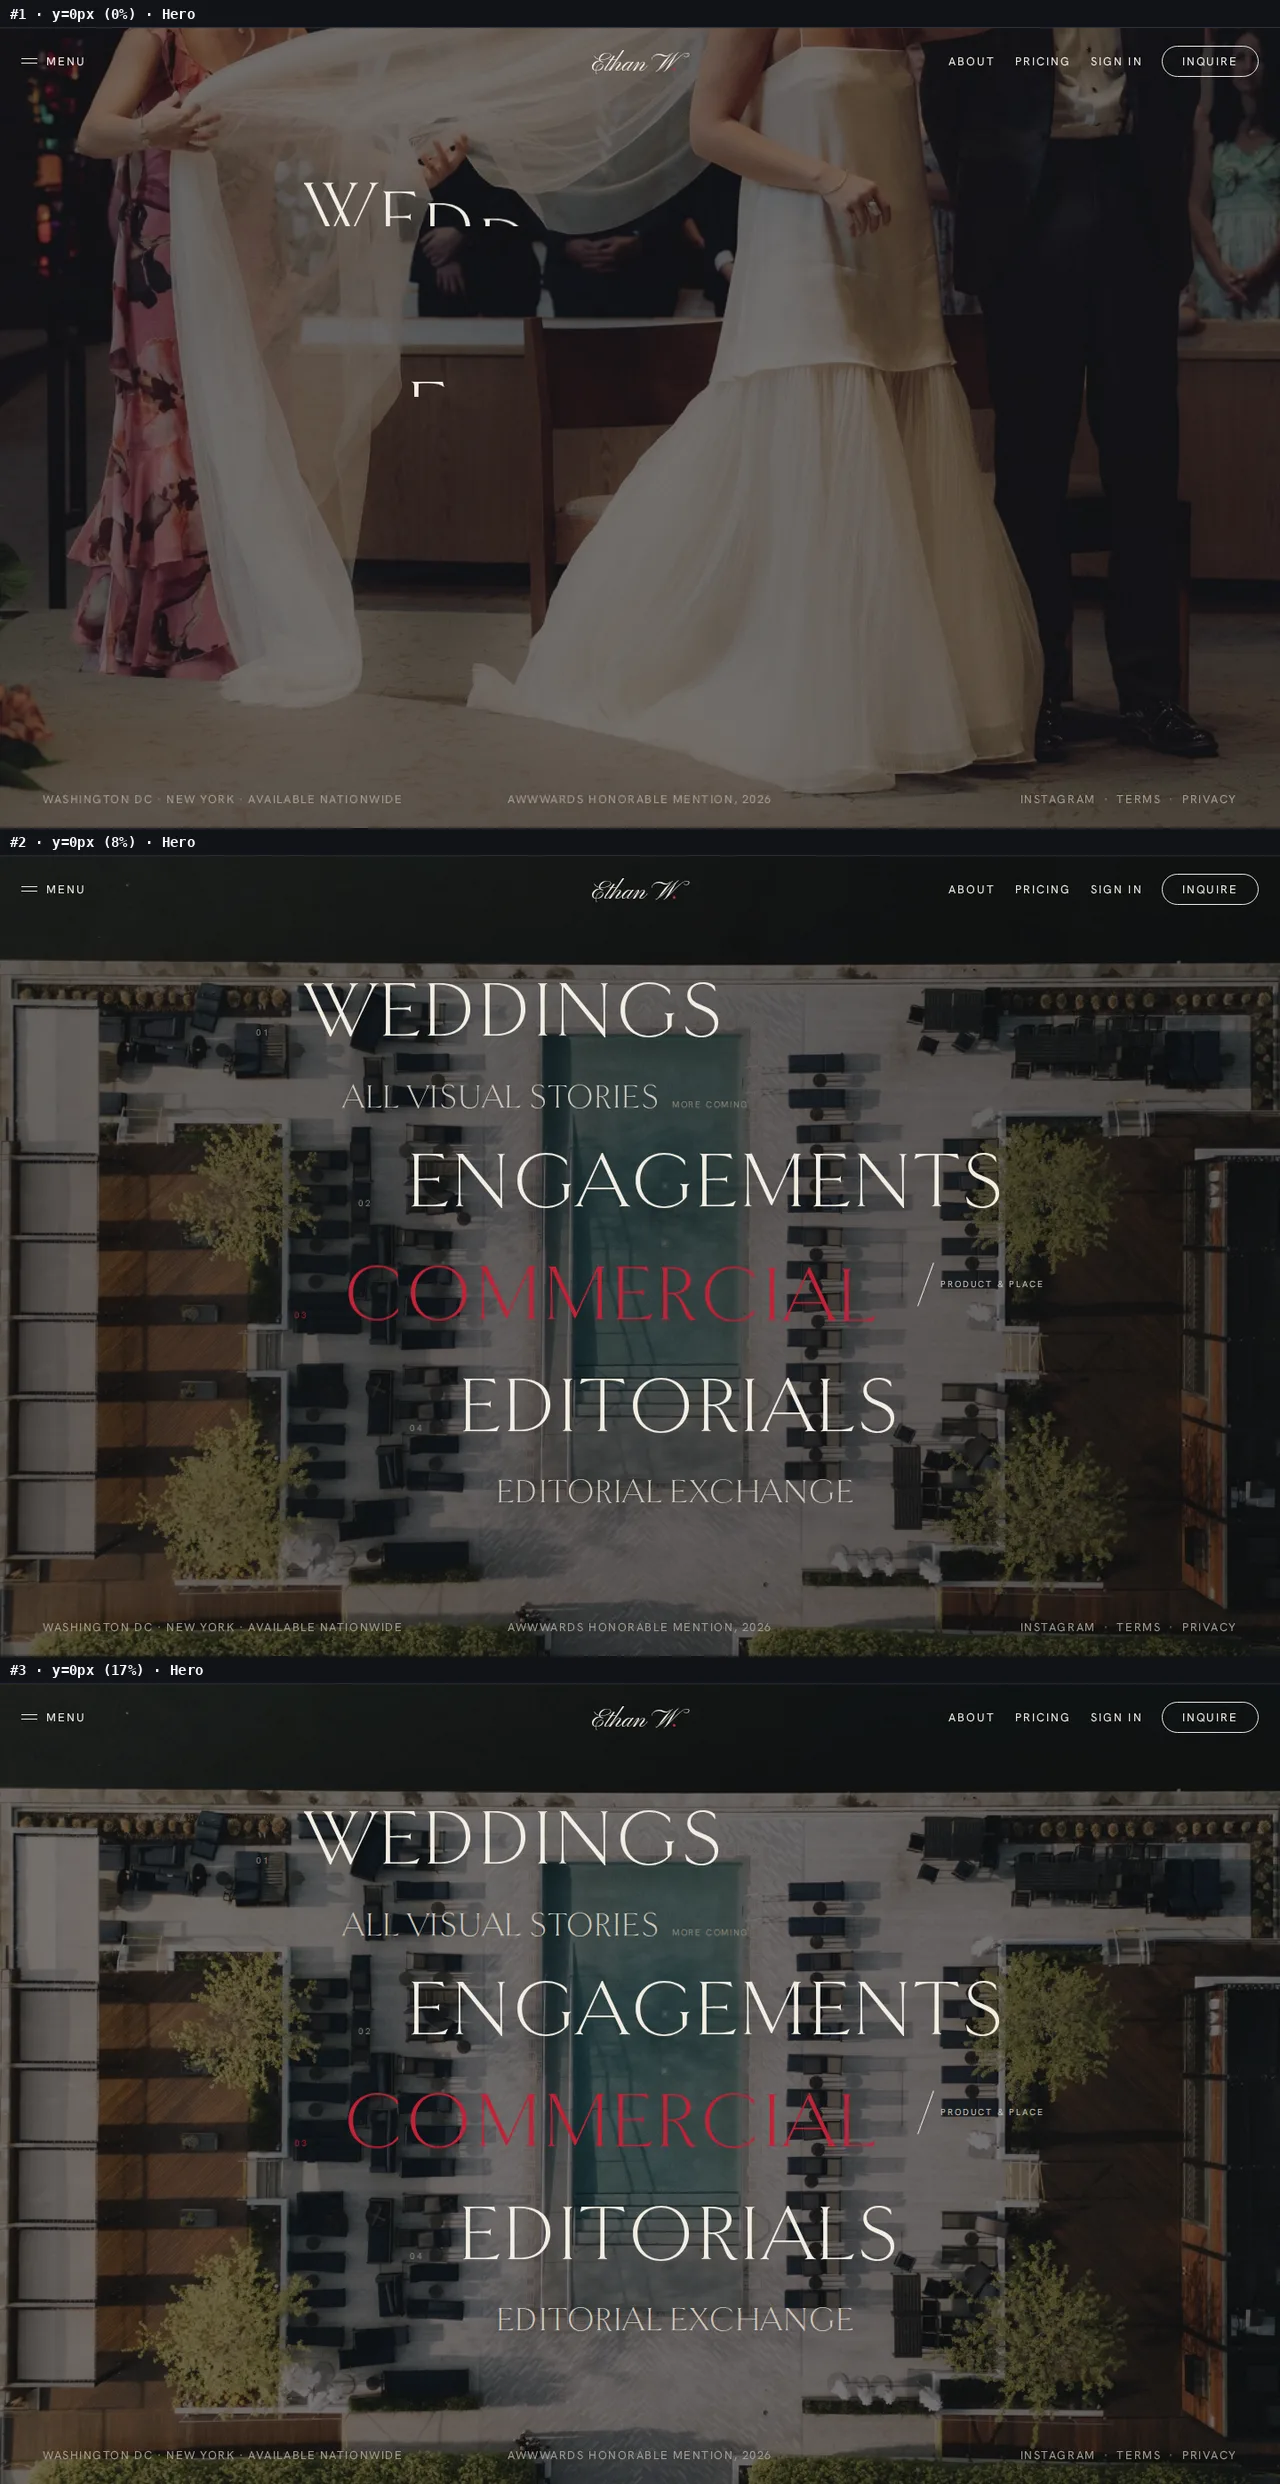 #1 · y=0px (0%) · Hero
MENU
Ethan W.
ABOUT PRICING SIGN IN INQUIRE
WEDD
E
WASHINGTON DC · NEW YORK · AVAILABLE NATIONWIDE
AWWWARDS HONORABLE MENTION, 2026
INSTAGRAM · TERMS · PRIVACY
#2 · y=0px (8%) · Hero
MENU
Ethan W.
ABOUT PRICING SIGN IN INQUIRE
01 WEDDINGS
ALL VISUAL STORIES MORE COMING
02 ENGAGEMENTS
03 COMMERCIAL / PRODUCT & PLACE
04 EDITORIALS
EDITORIAL EXCHANGE
WASHINGTON DC · NEW YORK · AVAILABLE NATIONWIDE
AWWWARDS HONORABLE MENTION, 2026
INSTAGRAM · TERMS · PRIVACY
#3 · y=0px (17%) · Hero
MENU
Ethan W.
ABOUT PRICING SIGN IN INQUIRE
01 WEDDINGS
ALL VISUAL STORIES MORE COMING
02 ENGAGEMENTS
03 COMMERCIAL / PRODUCT & PLACE
04 EDITORIALS
EDITORIAL EXCHANGE
WASHINGTON DC · NEW YORK · AVAILABLE NATIONWIDE
AWWWARDS HONORABLE MENTION, 2026
INSTAGRAM · TERMS · PRIVACY